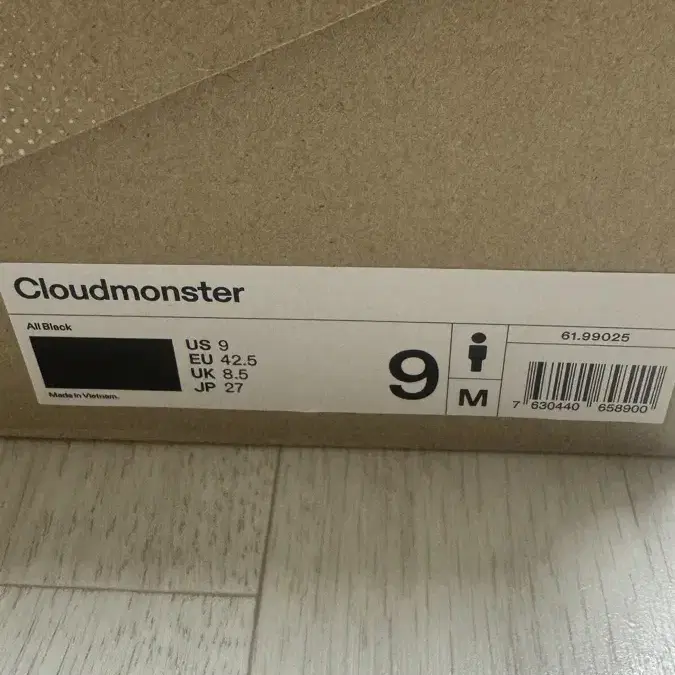 Cloudmonster
All Black
Made in Vietnam.
US 9
EU 42.5
UK 8.5
JP 27
9
M
61.99025
7 630440 658900